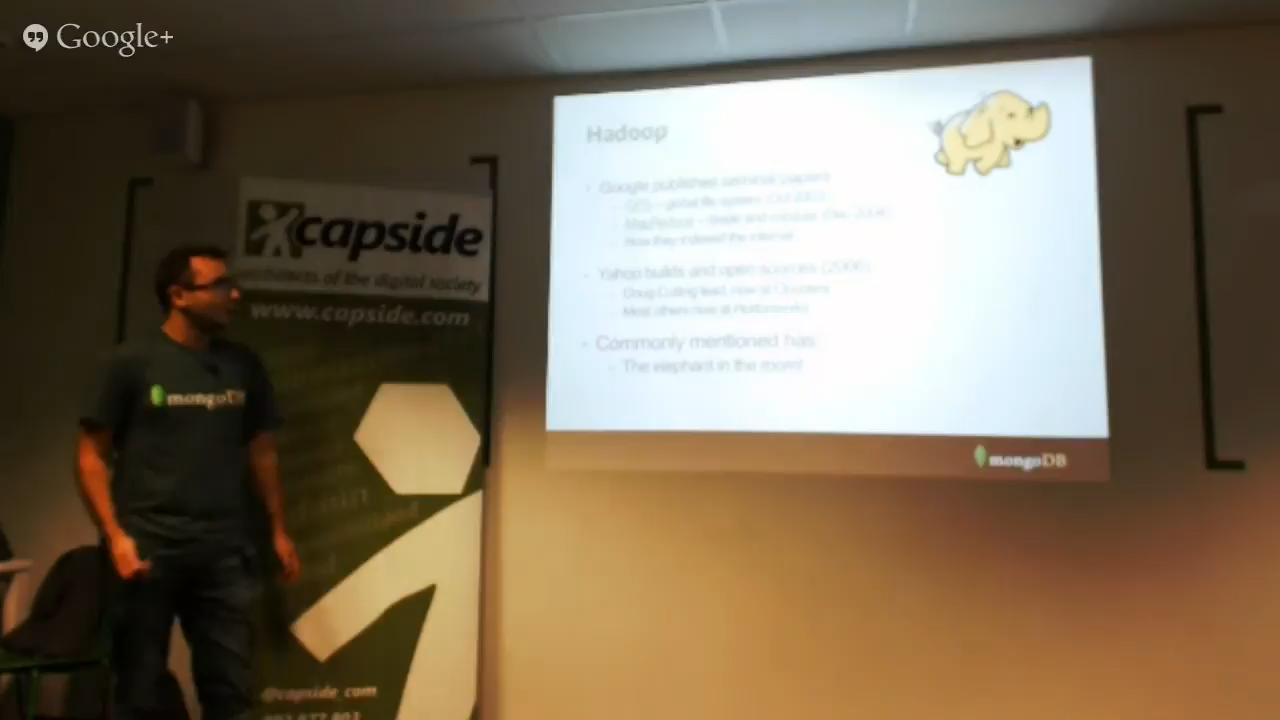 Google+
Hadoop
Google published seminal papers
GFS – global file system (Oct 2003)
MapReduce – divide and conquer (Dec 2004)
How they indexed the internet
Yahoo builds and open sources (2006)
Doug Cutting lead, now at Cloudera
Most others now at Hortonworks
Commonly mentioned has:
The elephant in the room!
mongoDB
capside
architects of the digital society
www.capside.com
mongoDB
@capside_com